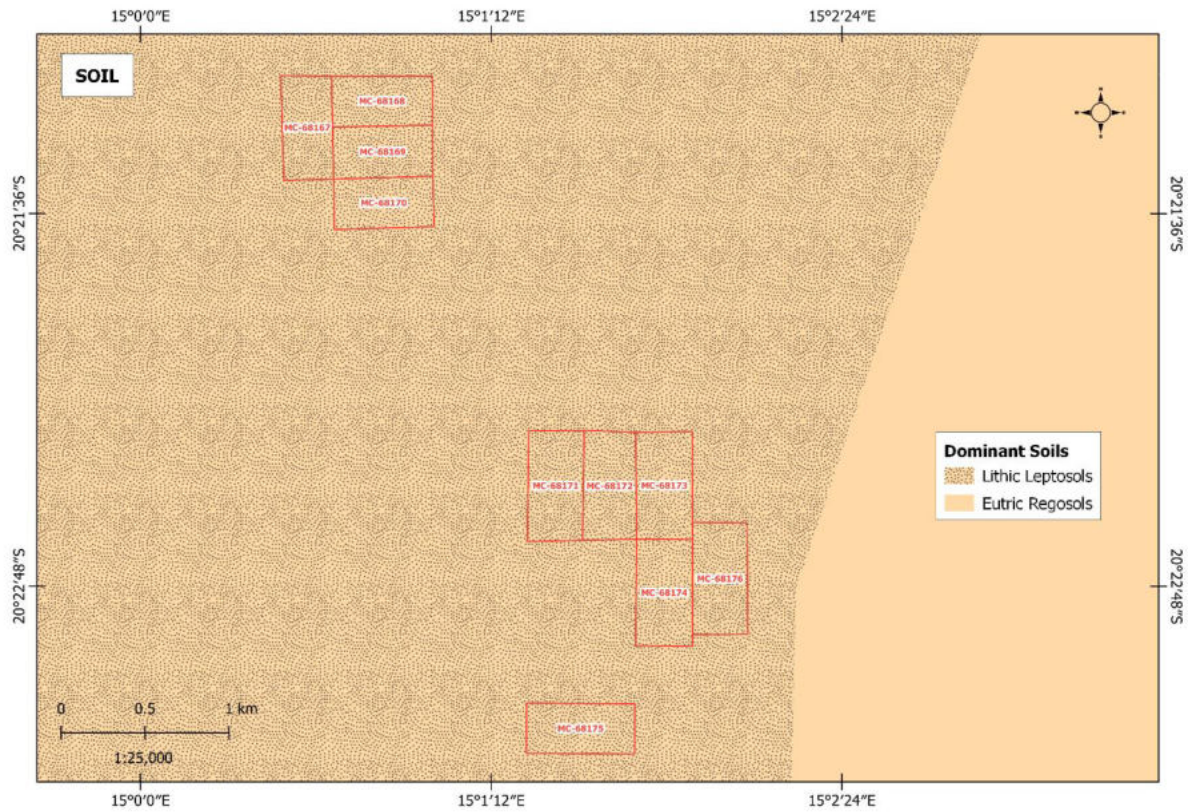 15°0'0"E 15°1'12"E 15°2'24"E
SOIL
MC-68168
MC-68167
MC-68169
MC-68170
20°21'36"S 20°21'36"S
Dominant Soils
Lithic Leptosols
Eutric Regosols
MC-68171 MC-68172 MC-68173
MC-68176
MC-68174
20°22'48"S 20°22'48"S
0 0.5 1 km
MC-68175
1:25,000
15°0'0"E 15°1'12"E 15°2'24"E